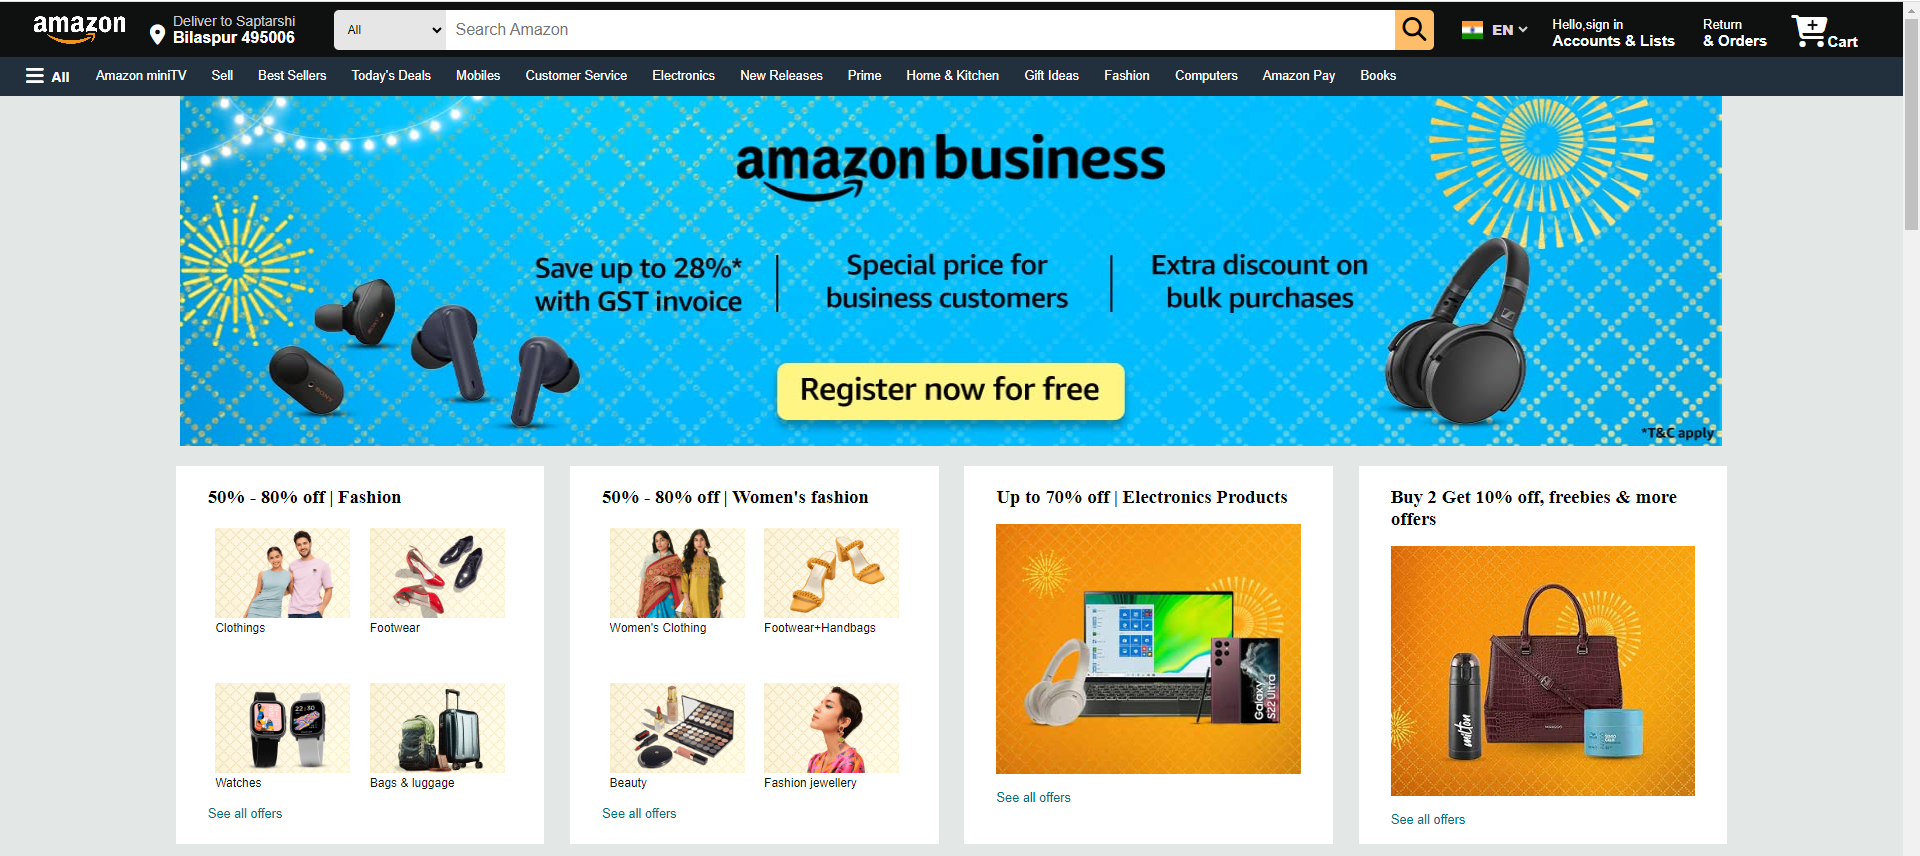 amazon
Deliver to Saptarshi
Bilaspur 495006
All
Search Amazon
EN
Hello,sign in
Accounts & Lists
Return
& Orders
Cart
All Amazon miniTV Sell Best Sellers Today's Deals Mobiles Customer Service Electronics New Releases Prime Home & Kitchen Gift Ideas Fashion Computers Amazon Pay Books
amazon business
Save up to 28%*
with GST invoice
Special price for
business customers
Extra discount on
bulk purchases
Register now for free
*T&C apply
SONY
SONY
50% - 80% off | Fashion
Clothings
Footwear
22:30
Watches
Bags & luggage
See all offers
50% - 80% off | Women's fashion
Women's Clothing
Footwear+Handbags
Beauty
Fashion jewellery
See all offers
Up to 70% off | Electronics Products
Galaxy
S22 Ultra
See all offers
Buy 2 Get 10% off, freebies & more
offers
milton
See all offers